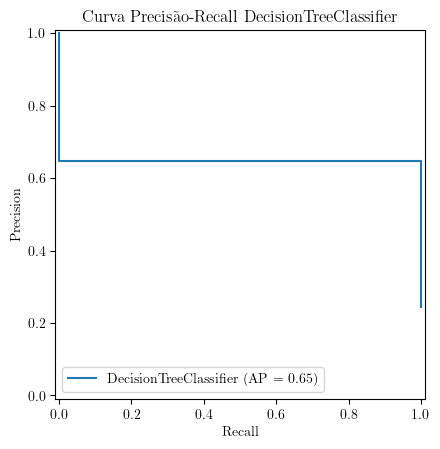 Curva Precisão-Recall DecisionTreeClassifier
1.0
0.8
0.6
0.4
0.2
0.0
Precision
DecisionTreeClassifier (AP = 0.65)
0.0 0.2 0.4 0.6 0.8 1.0
Recall